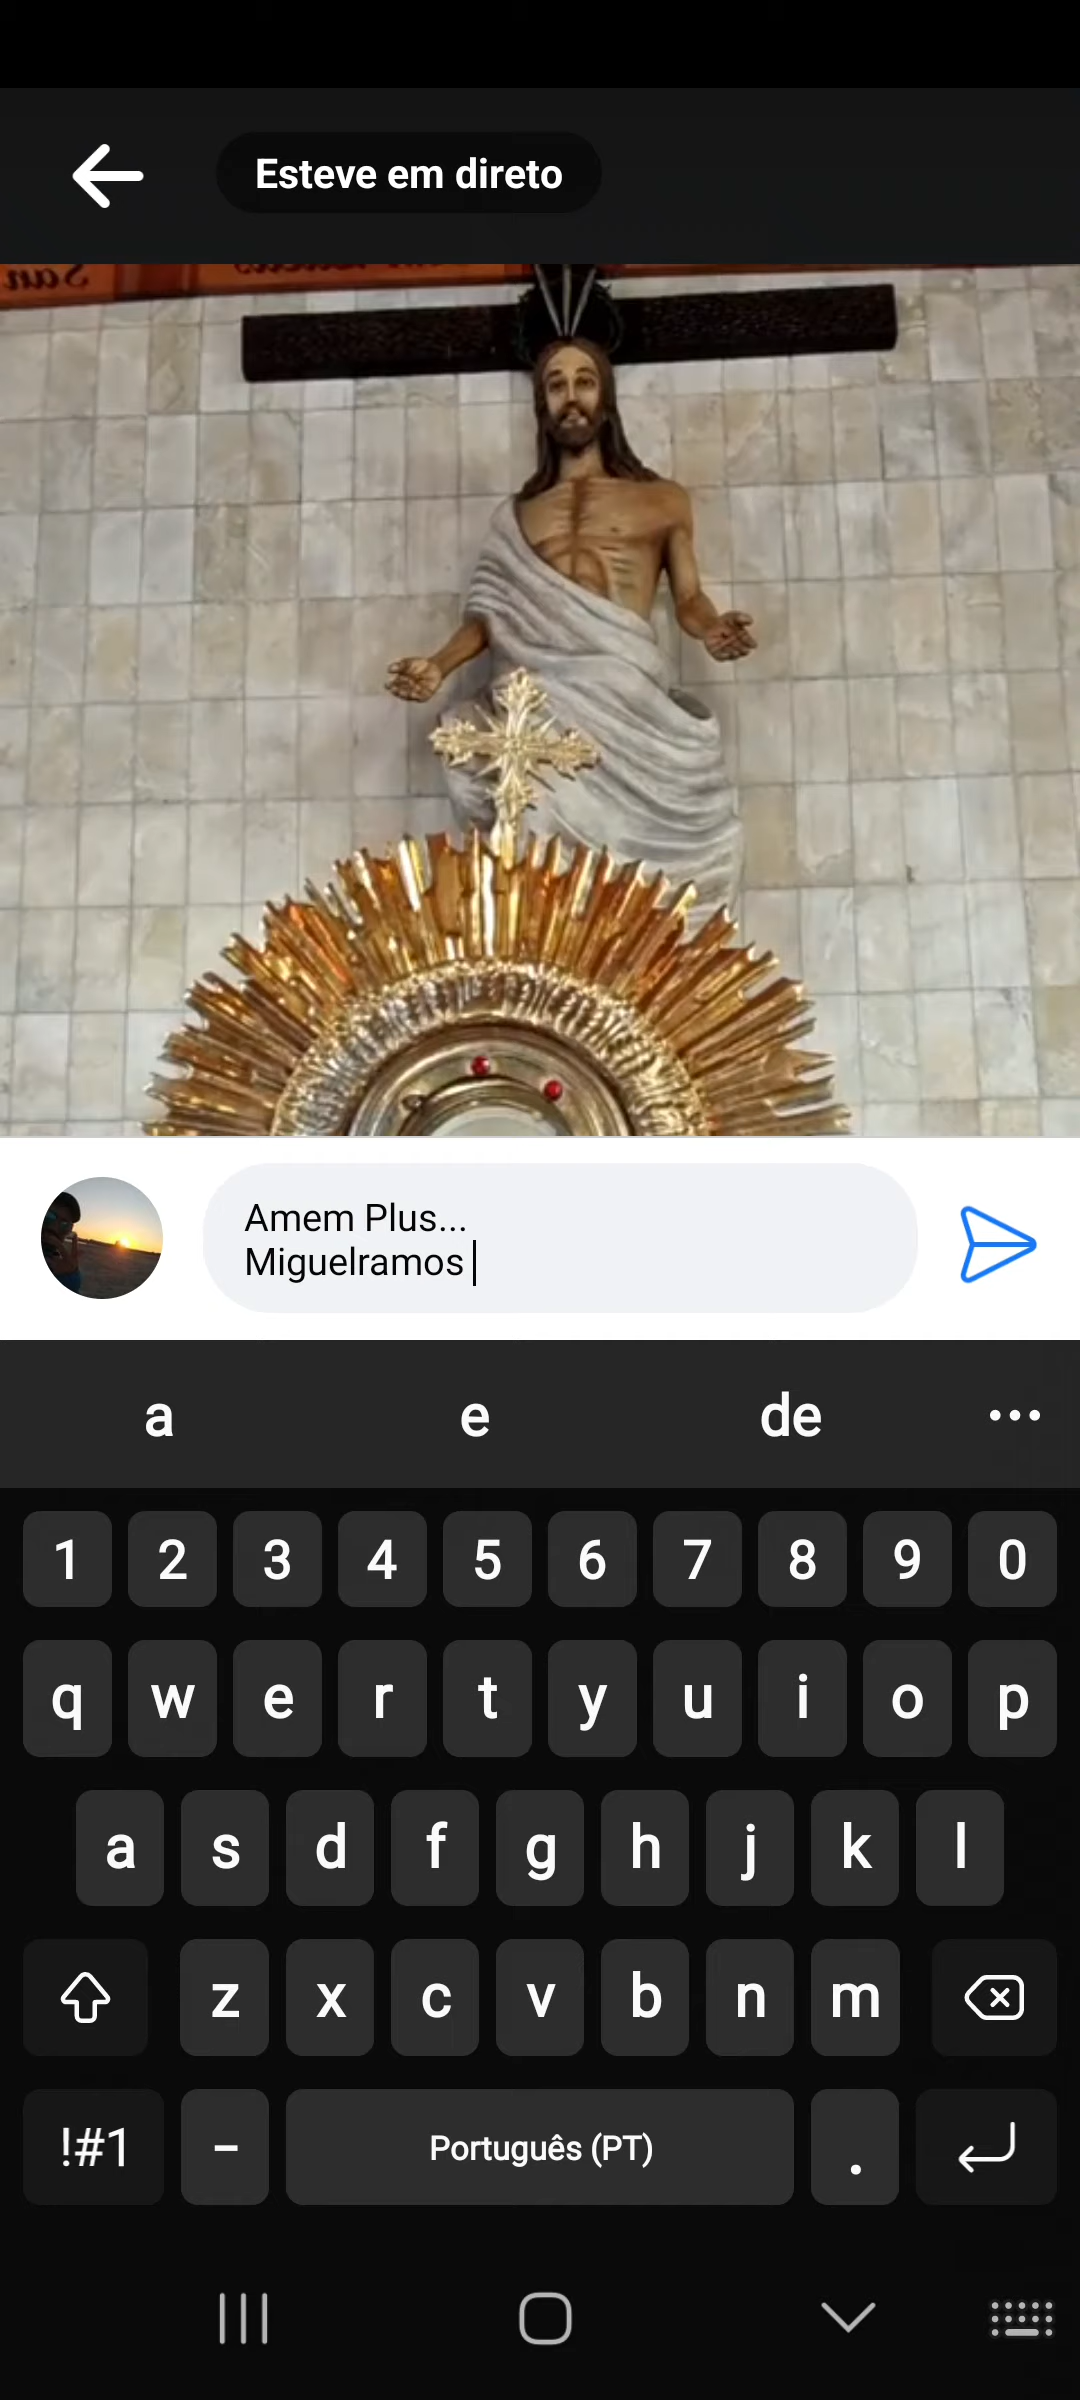 Esteve em direto
San
Amem Plus...
Miguelramos
a e de ...
1 2 3 4 5 6 7 8 9 0
q w e r t y u i o p
a s d f g h j k l
z x c v b n m
!#1 - Português (PT) .